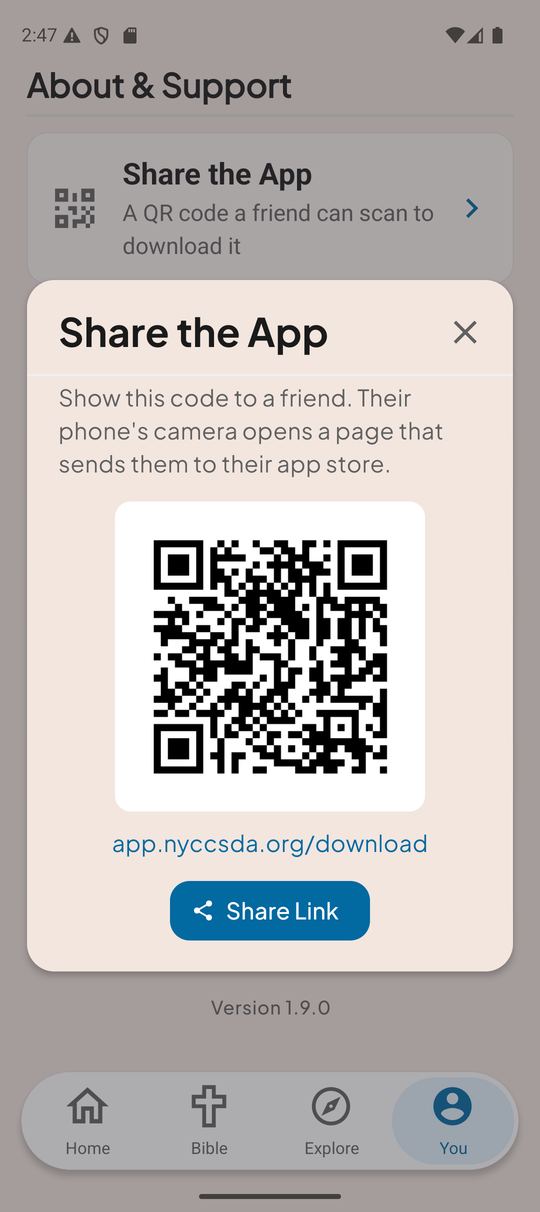 2:47
About & Support
Share the App
A QR code a friend can scan to
download it
Share the App
Show this code to a friend. Their
phone's camera opens a page that
sends them to their app store.
app.nyccsda.org/download
Share Link
Version 1.9.0
Home
Bible
Explore
You